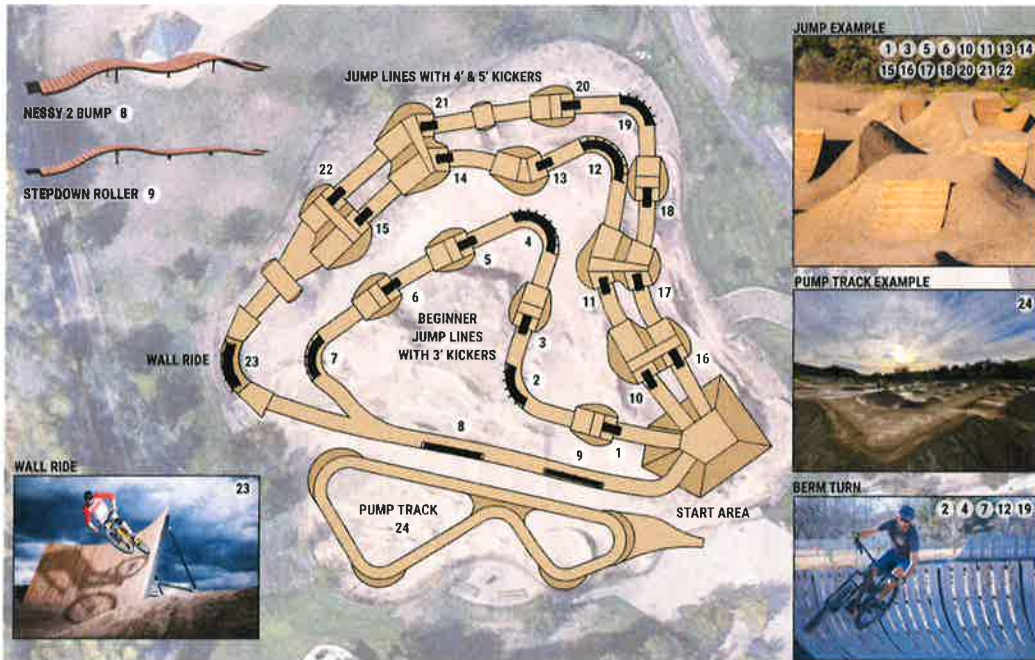 NESSY 2 BUMP 8
STEPDOWN ROLLER 9
JUMP LINES WITH 4' & 5' KICKERS
20
21
19
22
14
13
12
18
15
4
5
17
6
11
BEGINNER
JUMP LINES
WITH 3' KICKERS
3
16
WALL RIDE
23
7
2
10
8
9
1
PUMP TRACK
24
START AREA
WALL RIDE
23
JUMP EXAMPLE
1 3 5 6 10 11 13 14
15 16 17 18 20 21 22
PUMP TRACK EXAMPLE
24
BERM TURN
2 4 7 12 19